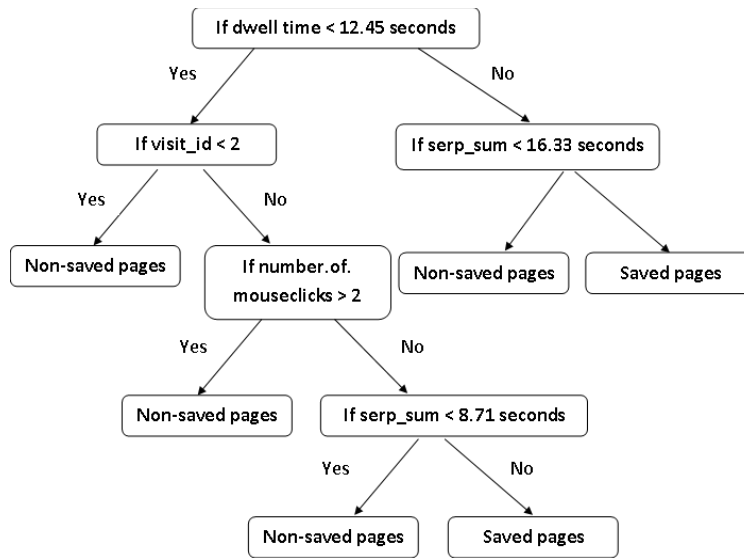 If dwell time < 12.45 seconds
Yes
No
If visit_id < 2
If serp_sum < 16.33 seconds
Yes
No
Non-saved pages
If number.of.
mouseclicks > 2
Non-saved pages
Saved pages
Yes
No
Non-saved pages
If serp_sum < 8.71 seconds
Yes
No
Non-saved pages
Saved pages